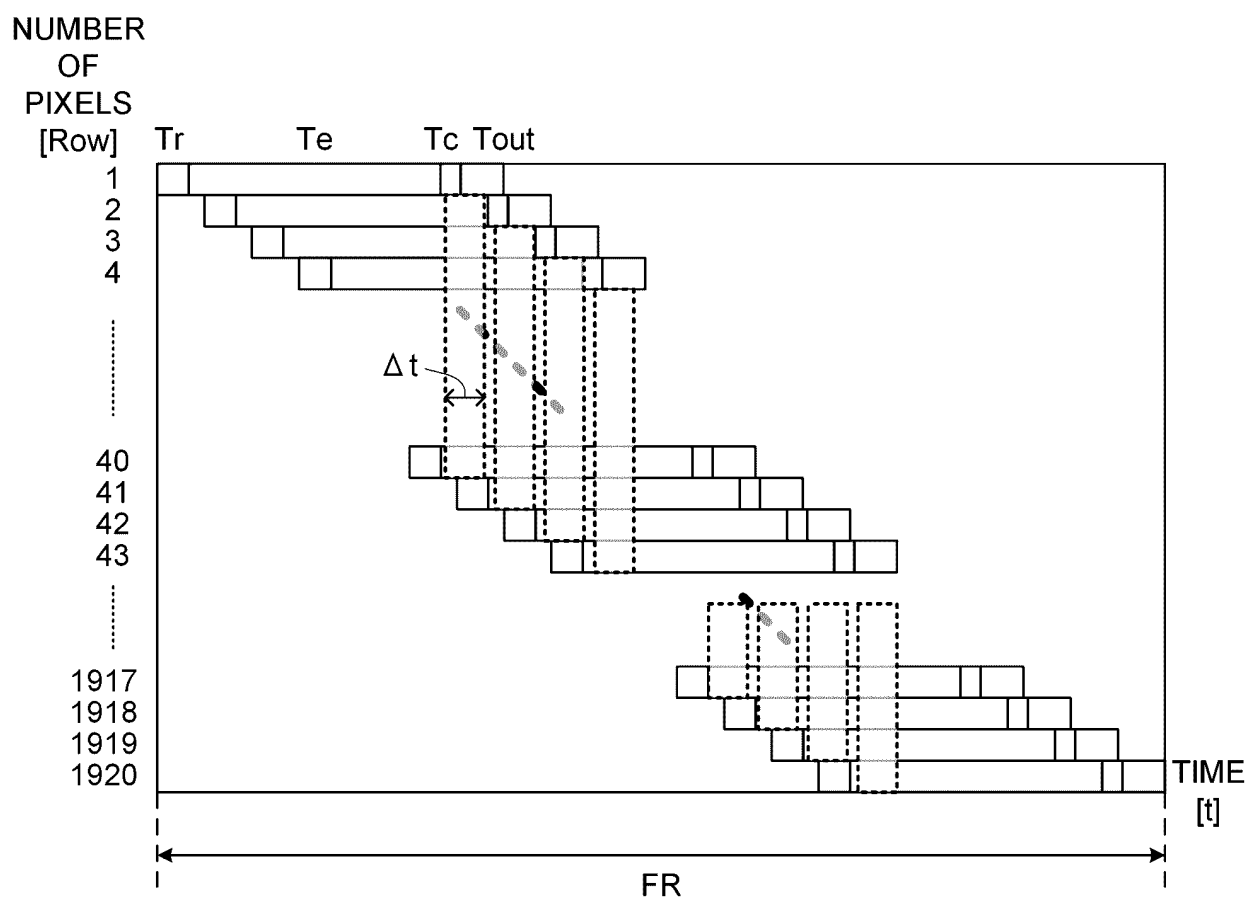 NUMBER
OF
PIXELS
[Row]
Tr Te Tc Tout
1
2
3
4
Δt
40
41
42
43
1917
1918
1919
1920
TIME
[t]
FR